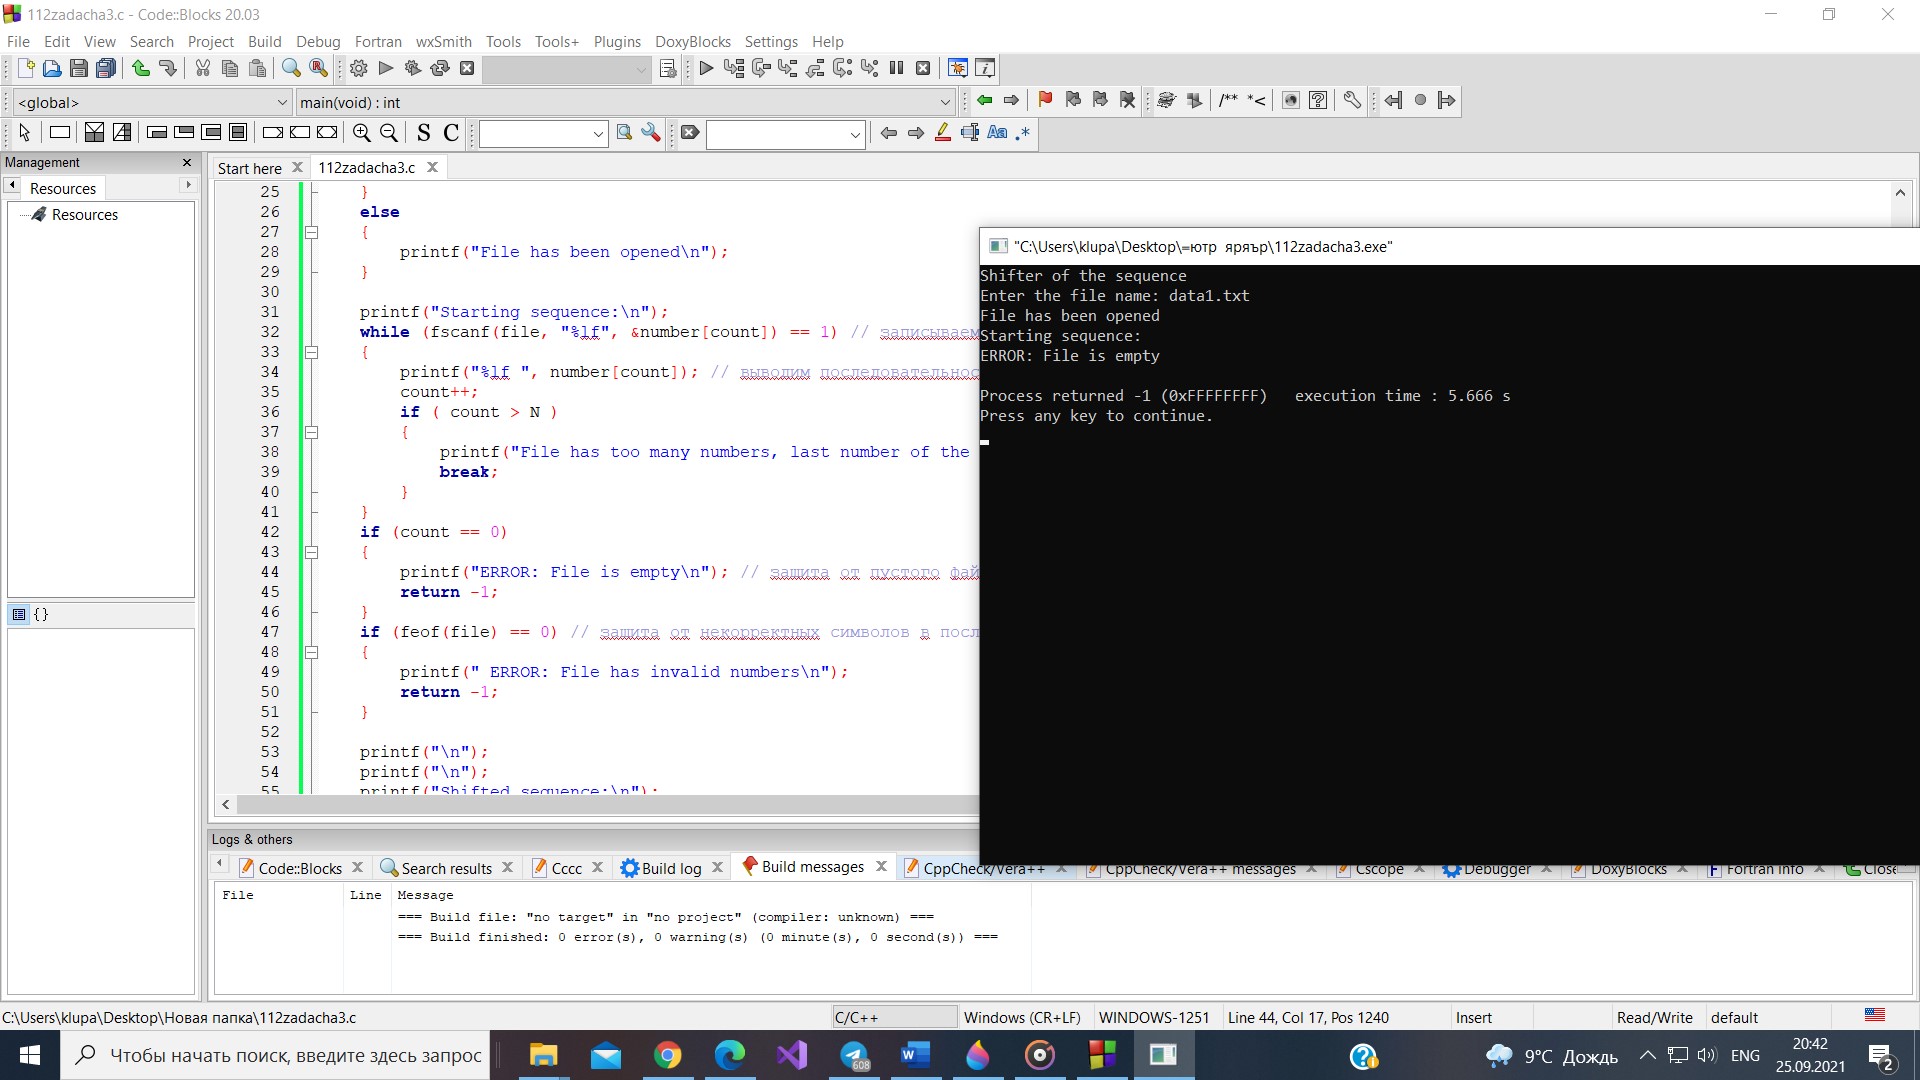 112zadacha3.c - Code::Blocks 20.03
File Edit View Search Project Build Debug Fortran wxSmith Tools Tools+ Plugins DoxyBlocks Settings Help
<global> main(void) : int /** *<
S C Aa .*
Management
Resources
Resources
{}
Start here 112zadacha3.c
25 }
26 else
27 {
28 printf("File has been opened\n");
29 }
30
31 printf("Starting sequence:\n");
32 while (fscanf(file, "%lf", &number[count]) == 1) // записываем
33 {
34 printf("%lf ", number[count]); // выводим последовательнос
35 count++;
36 if ( count > N )
37 {
38 printf("File has too many numbers, last number of the
39 break;
40 }
41 }
42 if (count == 0)
43 {
44 printf("ERROR: File is empty\n"); // защита от пустого фай
45 return -1;
46 }
47 if (feof(file) == 0) // защита от некорректных символов в посл
48 {
49 printf(" ERROR: File has invalid numbers\n");
50 return -1;
51 }
52
53 printf("\n");
54 printf("\n");
55 printf("Shifted sequence:\n");
"C:\Users\klupa\Desktop\=ютр  яряър\112zadacha3.exe"
Shifter of the sequence
Enter the file name: data1.txt
File has been opened
Starting sequence:
ERROR: File is empty
Process returned -1 (0xFFFFFFFF)   execution time : 5.666 s
Press any key to continue.
Logs & others
Code::Blocks Search results Cccc Build log Build messages CppCheck/Vera++ CppCheck/Vera++ messages Cscope Debugger DoxyBlocks Fortran info Close
File Line Message
=== Build file: "no target" in "no project" (compiler: unknown) ===
=== Build finished: 0 error(s), 0 warning(s) (0 minute(s), 0 second(s)) ===
C:\Users\klupa\Desktop\Новая папка\112zadacha3.c C/C++ Windows (CR+LF) WINDOWS-1251 Line 44, Col 17, Pos 1240 Insert Read/Write default
Чтобы начать поиск, введите здесь запрос 608 9°C Дождь ENG 20:42
25.09.2021 2